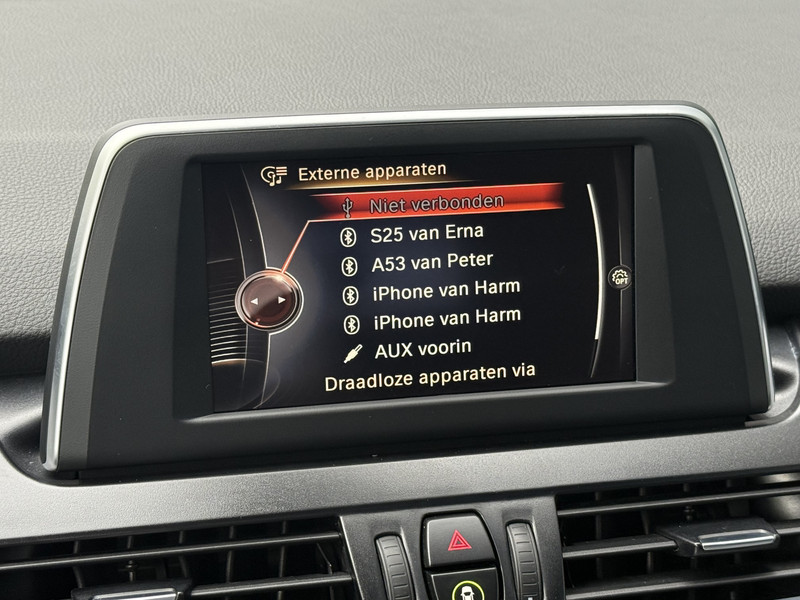 Externe apparaten
Niet verbonden
S25 van Erna
A53 van Peter
iPhone van Harm
iPhone van Harm
OPT
AUX voorin
Draadloze apparaten via